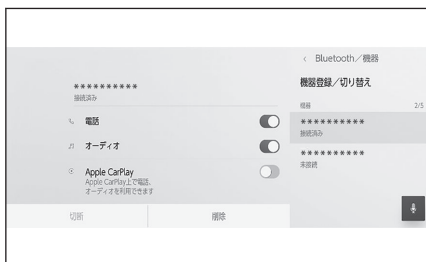 **********
接続済み
電話
オーディオ
Apple CarPlay
Apple CarPlay上で電話、
オーディオを利用できます
切断
削除
< Bluetooth／機器
機器登録／切り替え
機器 2/5
**********
接続済み
**********
未接続